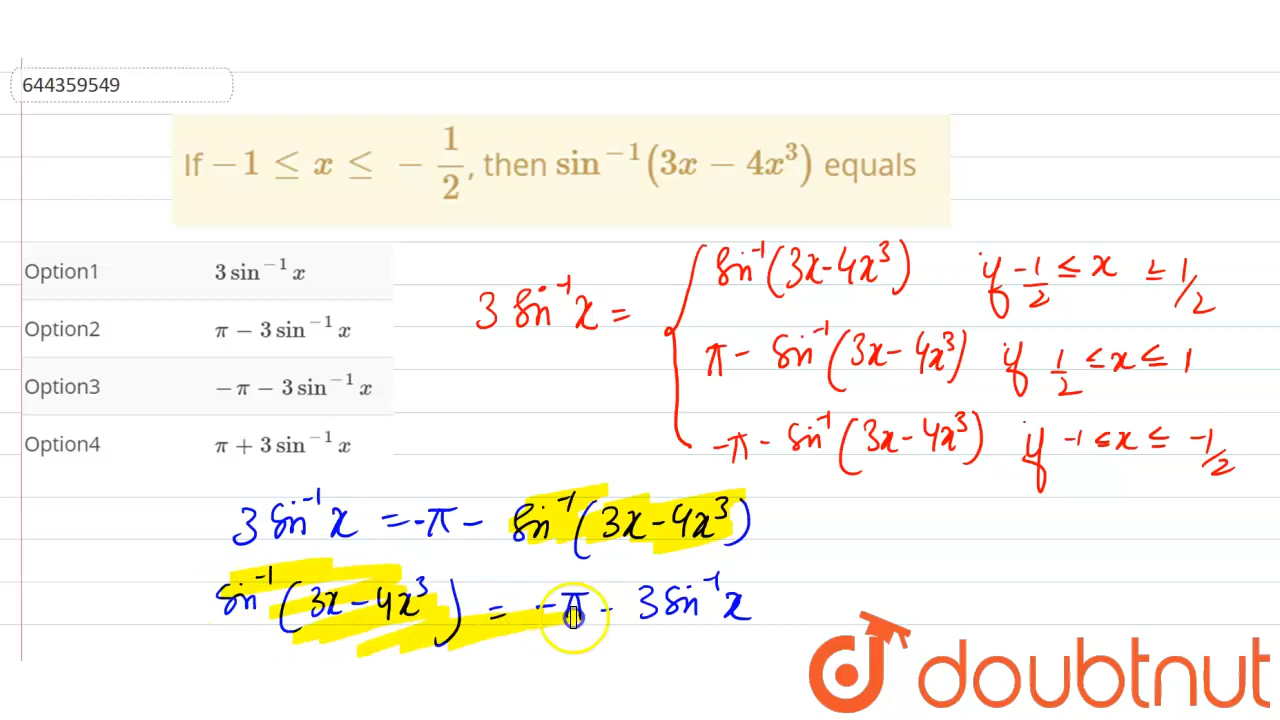 644359549
If −1 ≤ x ≤ −1/2, then sin⁻¹(3x − 4x³) equals
Option1 3 sin⁻¹ x
Option2 π − 3 sin⁻¹ x
Option3 −π − 3 sin⁻¹ x
Option4 π + 3 sin⁻¹ x
3 sin⁻¹x =
sin⁻¹(3x−4x³) if −1/2 ≤ x ≤ 1/2
π − sin⁻¹(3x−4x³) if 1/2 ≤ x ≤ 1
−π − sin⁻¹(3x−4x³) if −1 ≤ x ≤ −1/2
3 sin⁻¹x = −π − sin⁻¹(3x−4x³)
sin⁻¹(3x−4x³) = −π − 3 sin⁻¹x
doubtnut